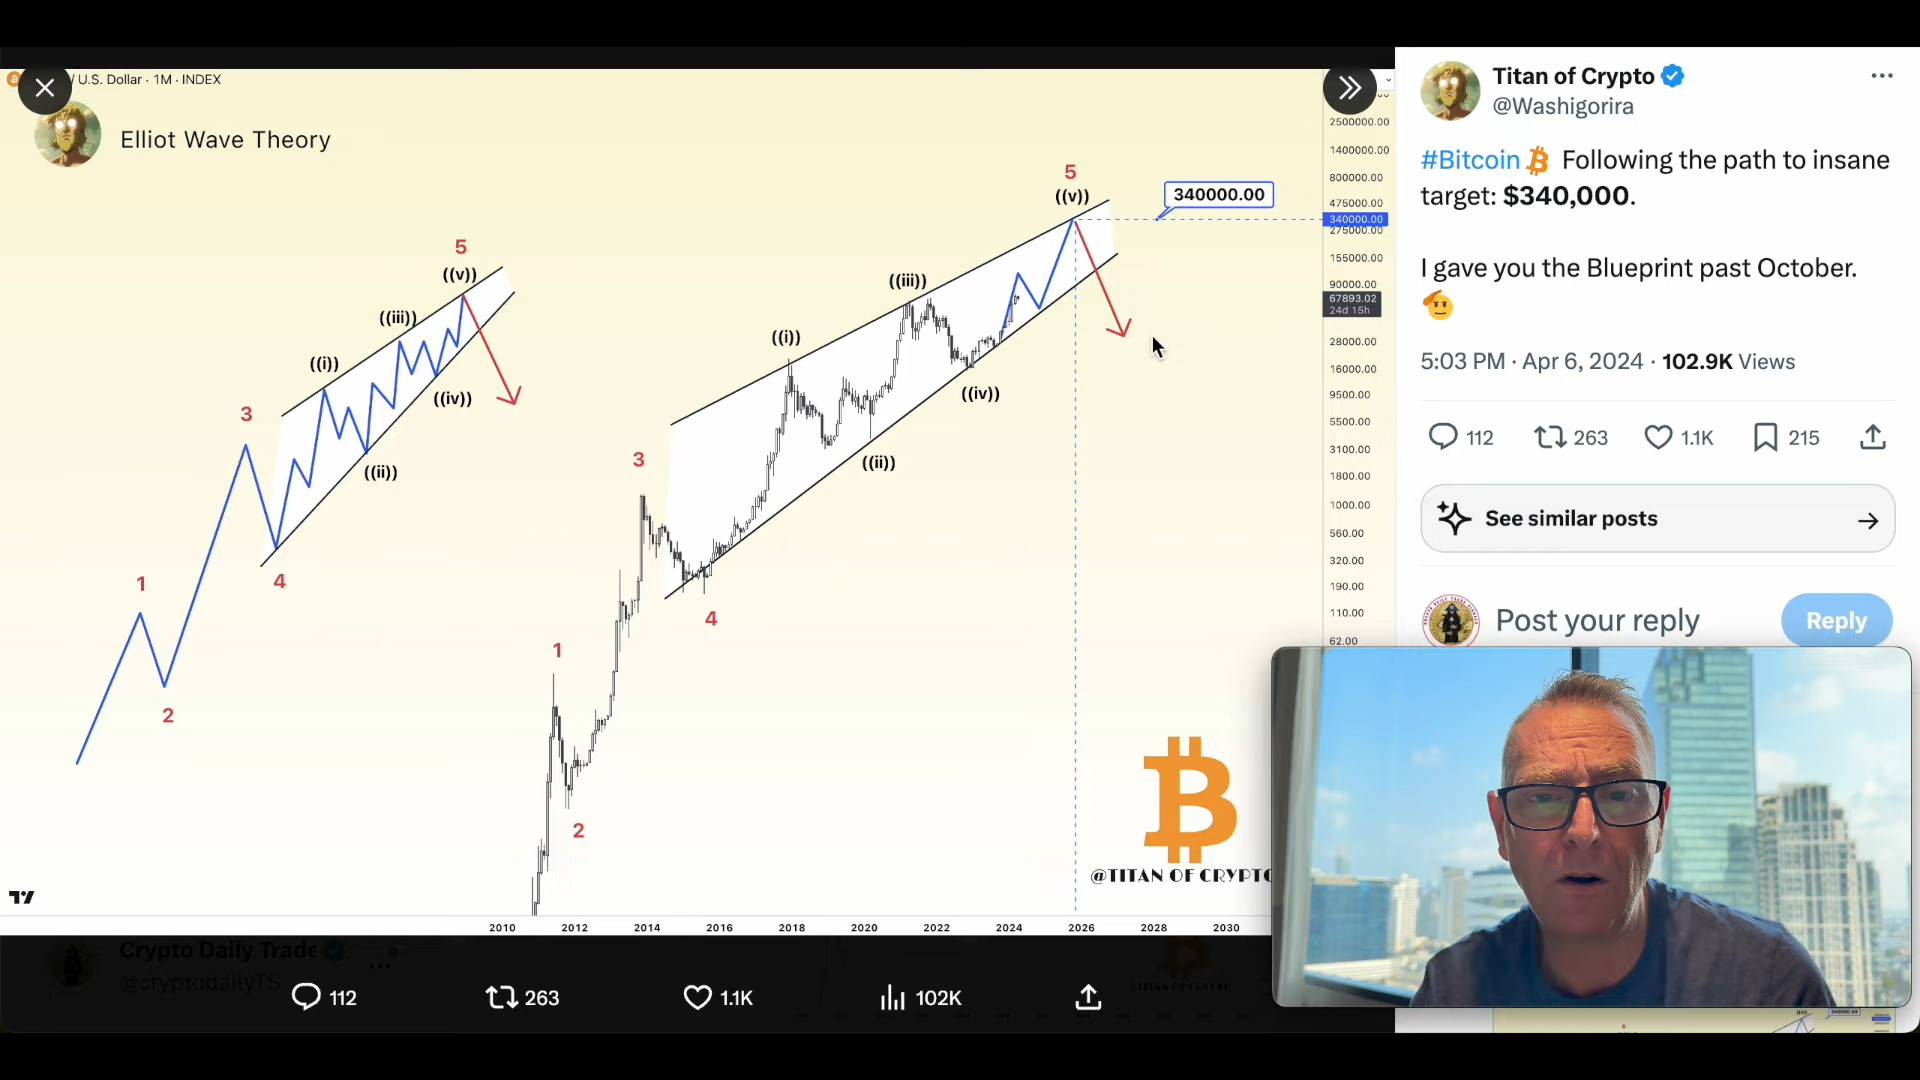 / U.S. Dollar · 1M · INDEX
Elliot Wave Theory
1
2
3
4
5
((i))
((ii))
((iii))
((iv))
((v))
1
2
3
4
5
((i))
((ii))
((iii))
((iv))
((v))
340000.00
2500000.00
1400000.00
800000.00
475000.00
340000.00
275000.00
155000.00
90000.00
67893.02
24d 15h
28000.00
16000.00
9500.00
5500.00
3100.00
1800.00
1000.00
560.00
320.00
190.00
110.00
62.00
@TITAN OF CRYPTO
2010 2012 2014 2016 2018 2020 2022 2024 2026 2028 2030
Crypto Daily Trade
@cryptodailyTS
112 263 1.1K 102K
Titan of Crypto
@Washigorira
#Bitcoin Following the path to insane
target: $340,000.
I gave you the Blueprint past October.
5:03 PM · Apr 6, 2024 · 102.9K Views
112 263 1.1K 215
See similar posts
Post your reply
Reply